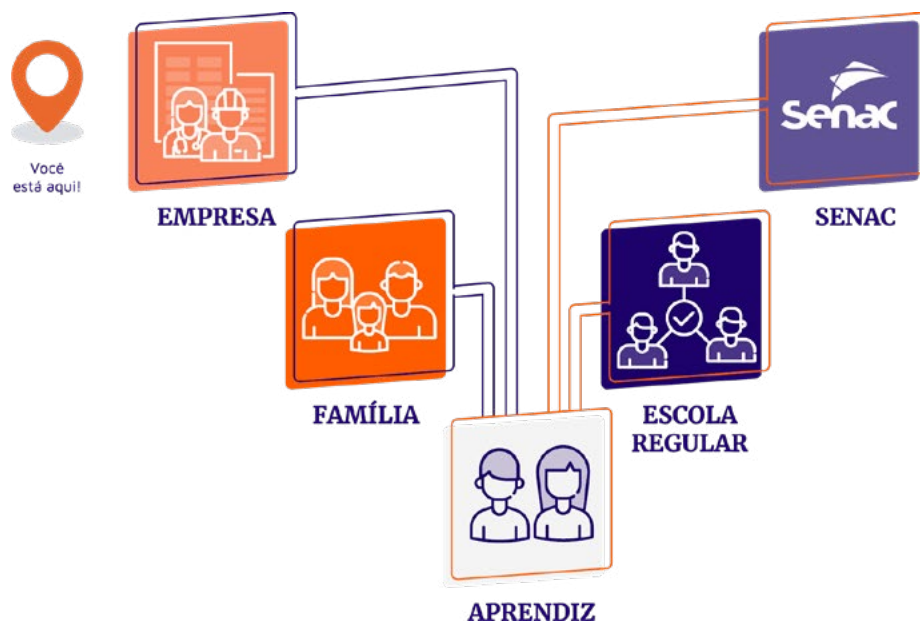 Você
está aqui!
EMPRESA
Senac
SENAC
FAMÍLIA
ESCOLA
REGULAR
APRENDIZ